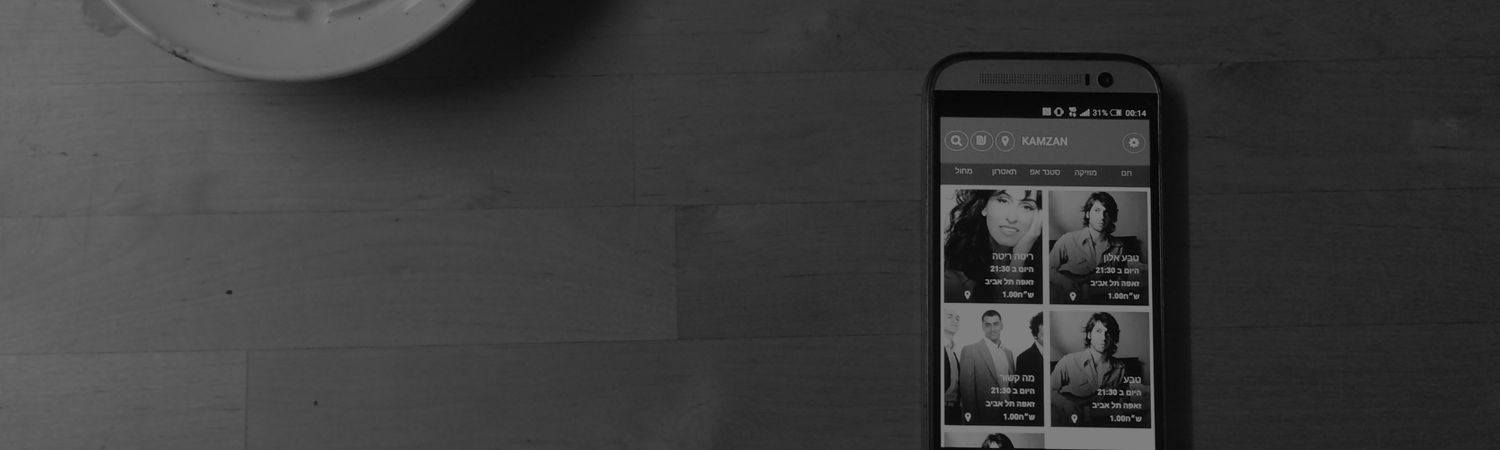 31% 00:14
KAMZAN
חם מוזיקה סטנד אפ תאטרון מחול
טבע אלון
היום ב 21:30
זאפה תל אביב
1.00ש"ח
ריטה ריטה
היום ב 21:30
זאפה תל אביב
1.00ש"ח
טבע
היום ב 21:30
זאפה תל אביב
1.00ש"ח
מה קשור
היום ב 21:30
זאפה תל אביב
1.00ש"ח